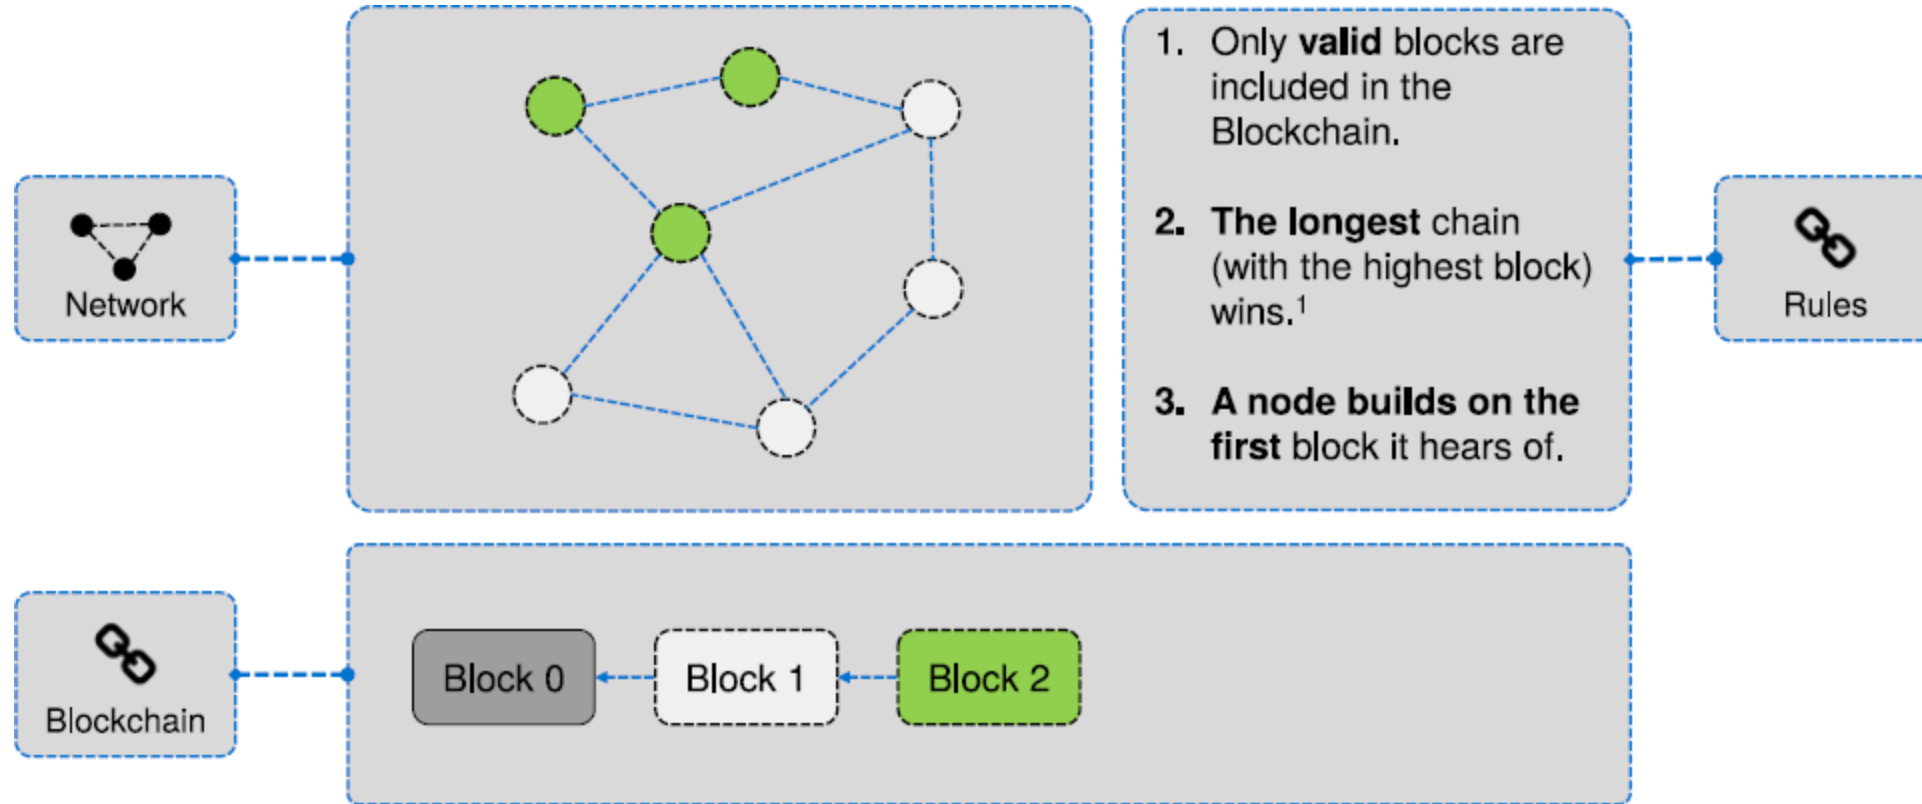 Network
1. Only valid blocks are
included in the
Blockchain.
2. The longest chain
(with the highest block)
wins.¹
3. A node builds on the
first block it hears of.
Rules
Blockchain
Block 0
Block 1
Block 2